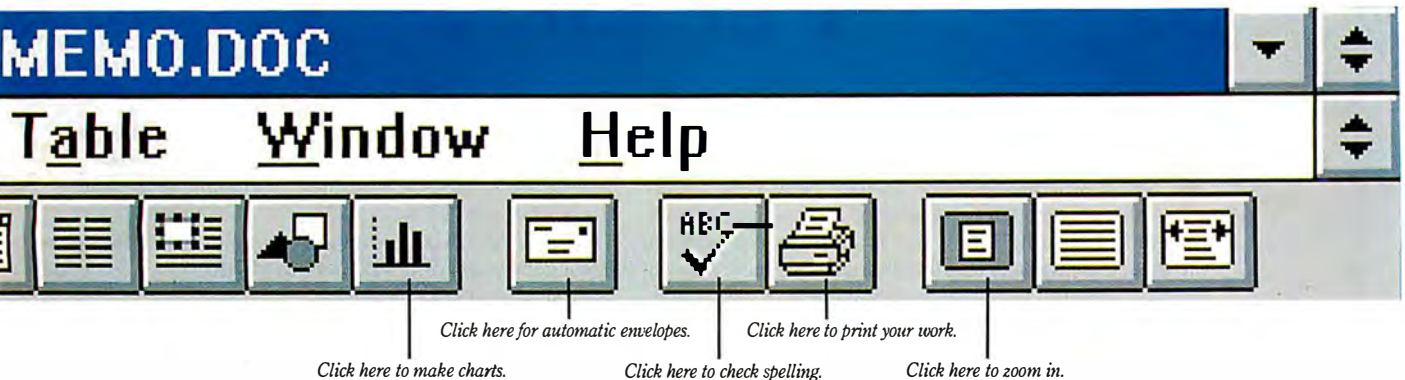 MEMO.DOC
Table Window Help
ABC
Click here for automatic envelopes. Click here to print your work.
Click here to make charts. Click here to check spelling. Click here to zoom in.